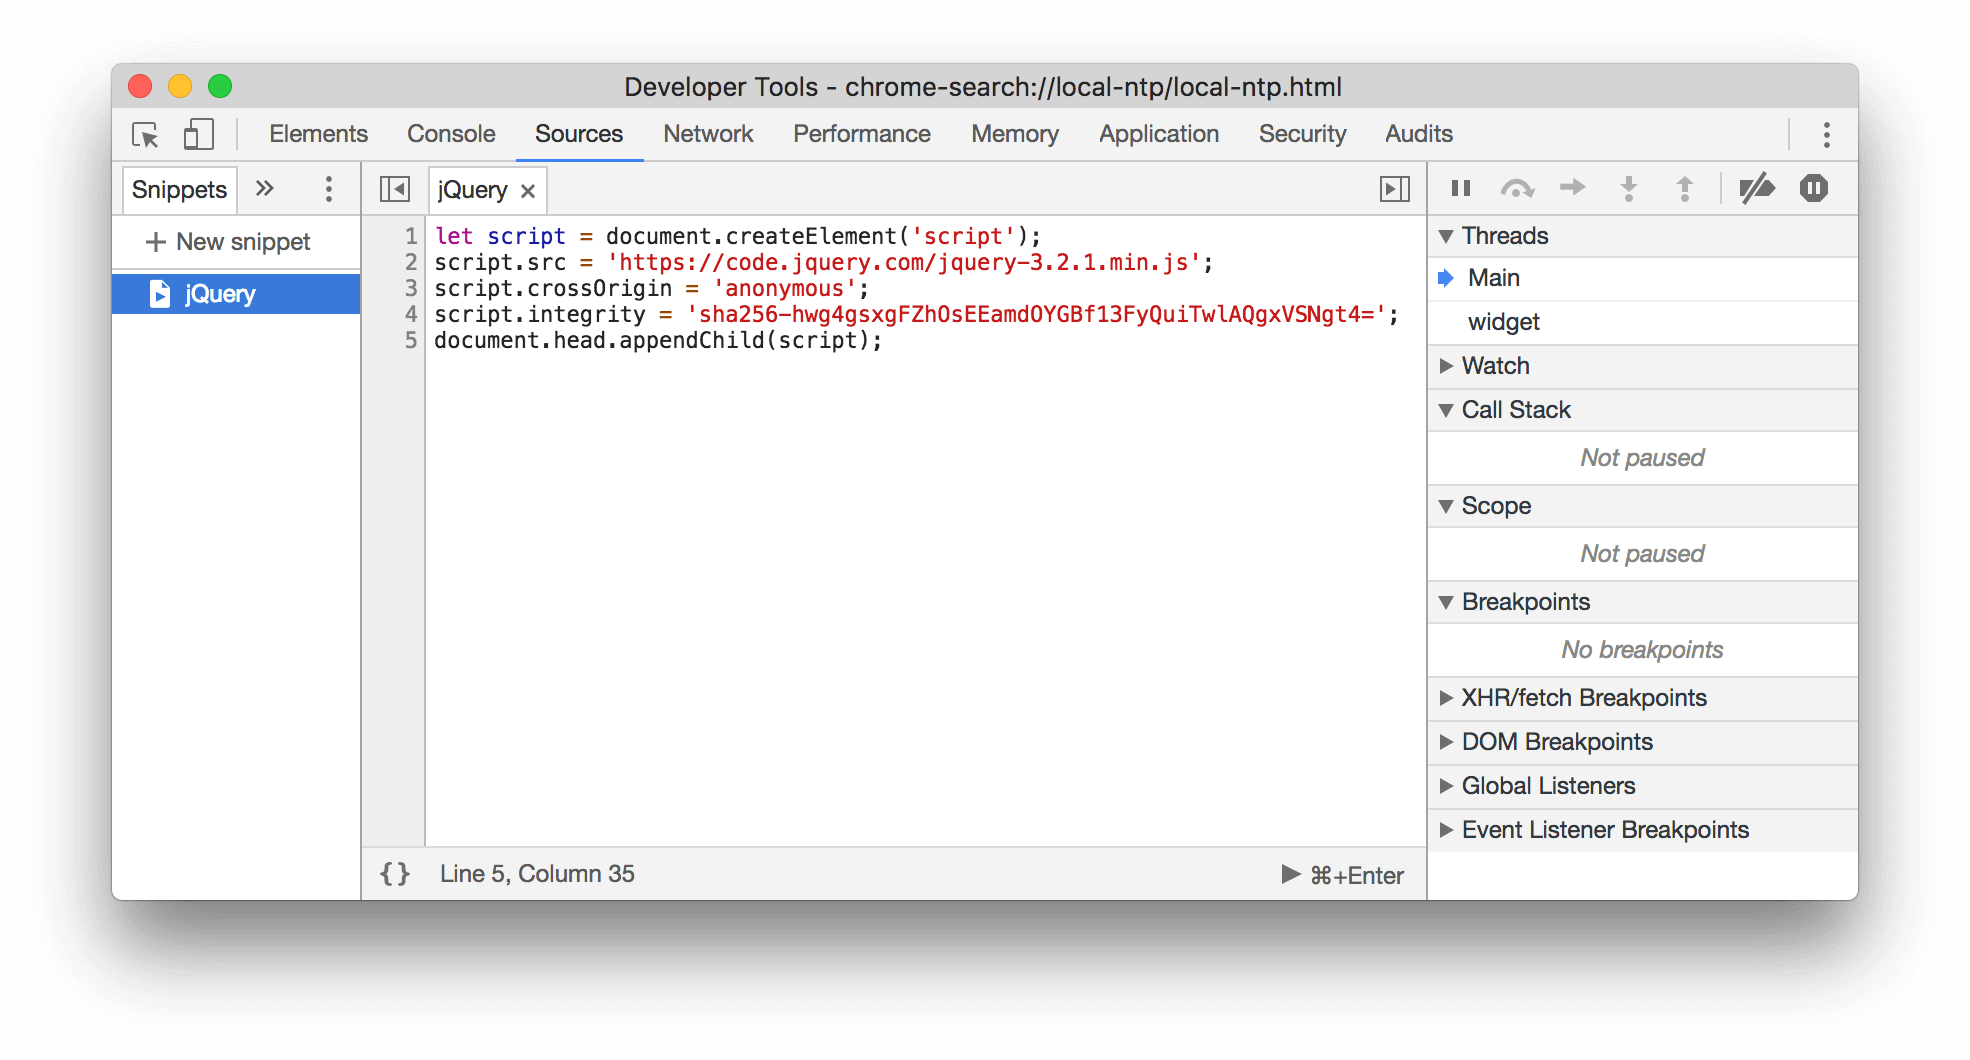 Developer Tools - chrome-search://local-ntp/local-ntp.html
Elements Console Sources Network Performance Memory Application Security Audits
Snippets
+ New snippet
jQuery
jQuery ×
1 let script = document.createElement('script');
2 script.src = 'https://code.jquery.com/jquery-3.2.1.min.js';
3 script.crossOrigin = 'anonymous';
4 script.integrity = 'sha256-hwg4gsxgFZhOsEEamdOYGBf13FyQuiTwlAQgxVSNgt4=';
5 document.head.appendChild(script);
{ } Line 5, Column 35
⌘+Enter
Threads
Main
widget
Watch
Call Stack
Not paused
Scope
Not paused
Breakpoints
No breakpoints
XHR/fetch Breakpoints
DOM Breakpoints
Global Listeners
Event Listener Breakpoints